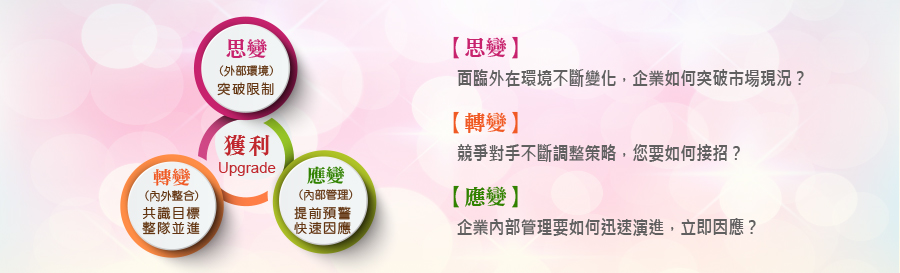 思變
（外部環境）
突破限制
獲利
Upgrade
轉變
（內外整合）
共識目標
整隊並進
應變
（內部管理）
提前預警
快速因應
【思變】
面臨外在環境不斷變化，企業如何突破市場現況？
【轉變】
競爭對手不斷調整策略，您要如何接招？
【應變】
企業內部管理要如何迅速演進，立即因應？